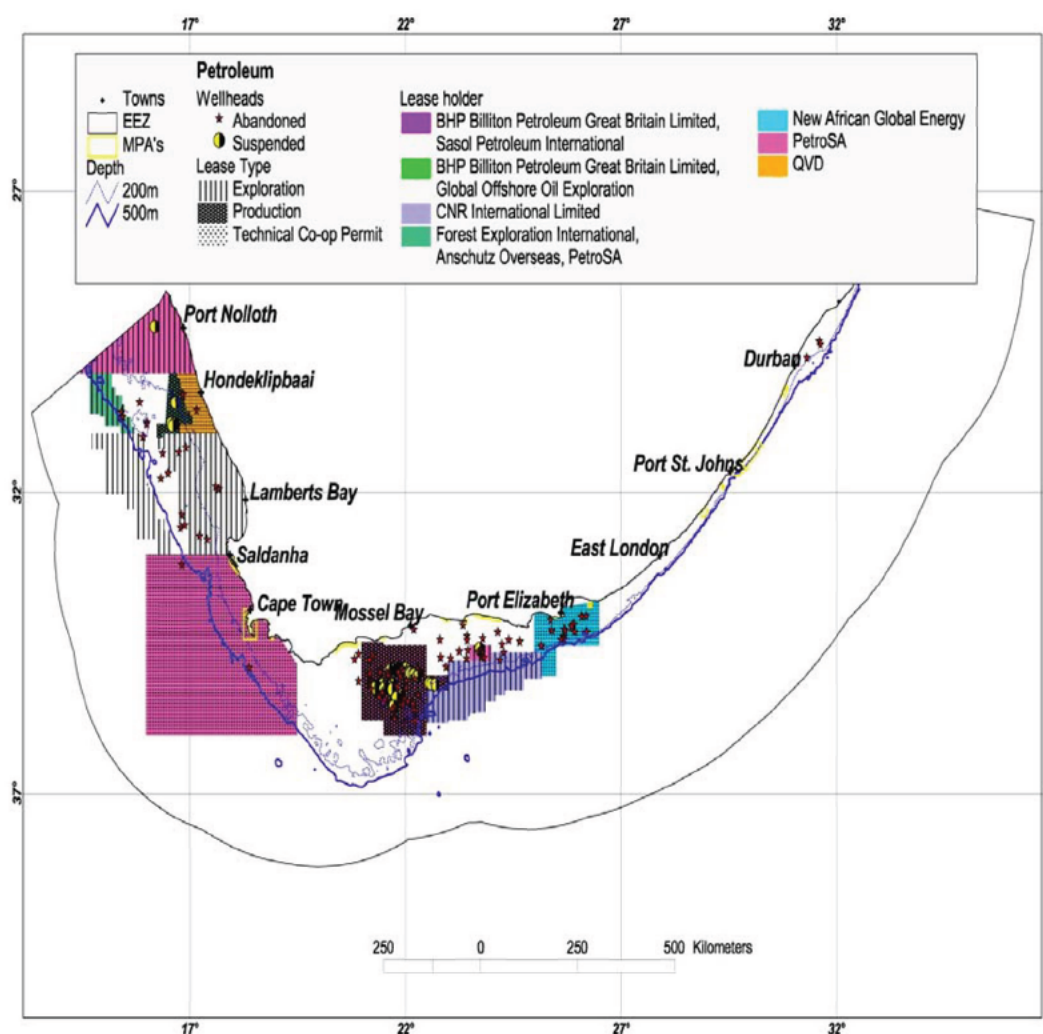 17°
22°
27°
32°
Petroleum
Towns
EEZ
MPA's
Depth
200m
500m
Wellheads
Abandoned
Suspended
Lease Type
Exploration
Production
Technical Co-op Permit
Lease holder
BHP Billiton Petroleum Great Britain Limited,
Sasol Petroleum International
BHP Billiton Petroleum Great Britain Limited,
Global Offshore Oil Exploration
CNR International Limited
Forest Exploration International,
Anschutz Overseas, PetroSA
New African Global Energy
PetroSA
QVD
27°
27°
Port Nolloth
Hondeklipbaai
Durban
Port St. Johns
32°
32°
Lamberts Bay
East London
Saldanha
Cape Town
Mossel Bay
Port Elizabeth
37°
37°
250
0
250
500
Kilometers
17°
22°
27°
32°